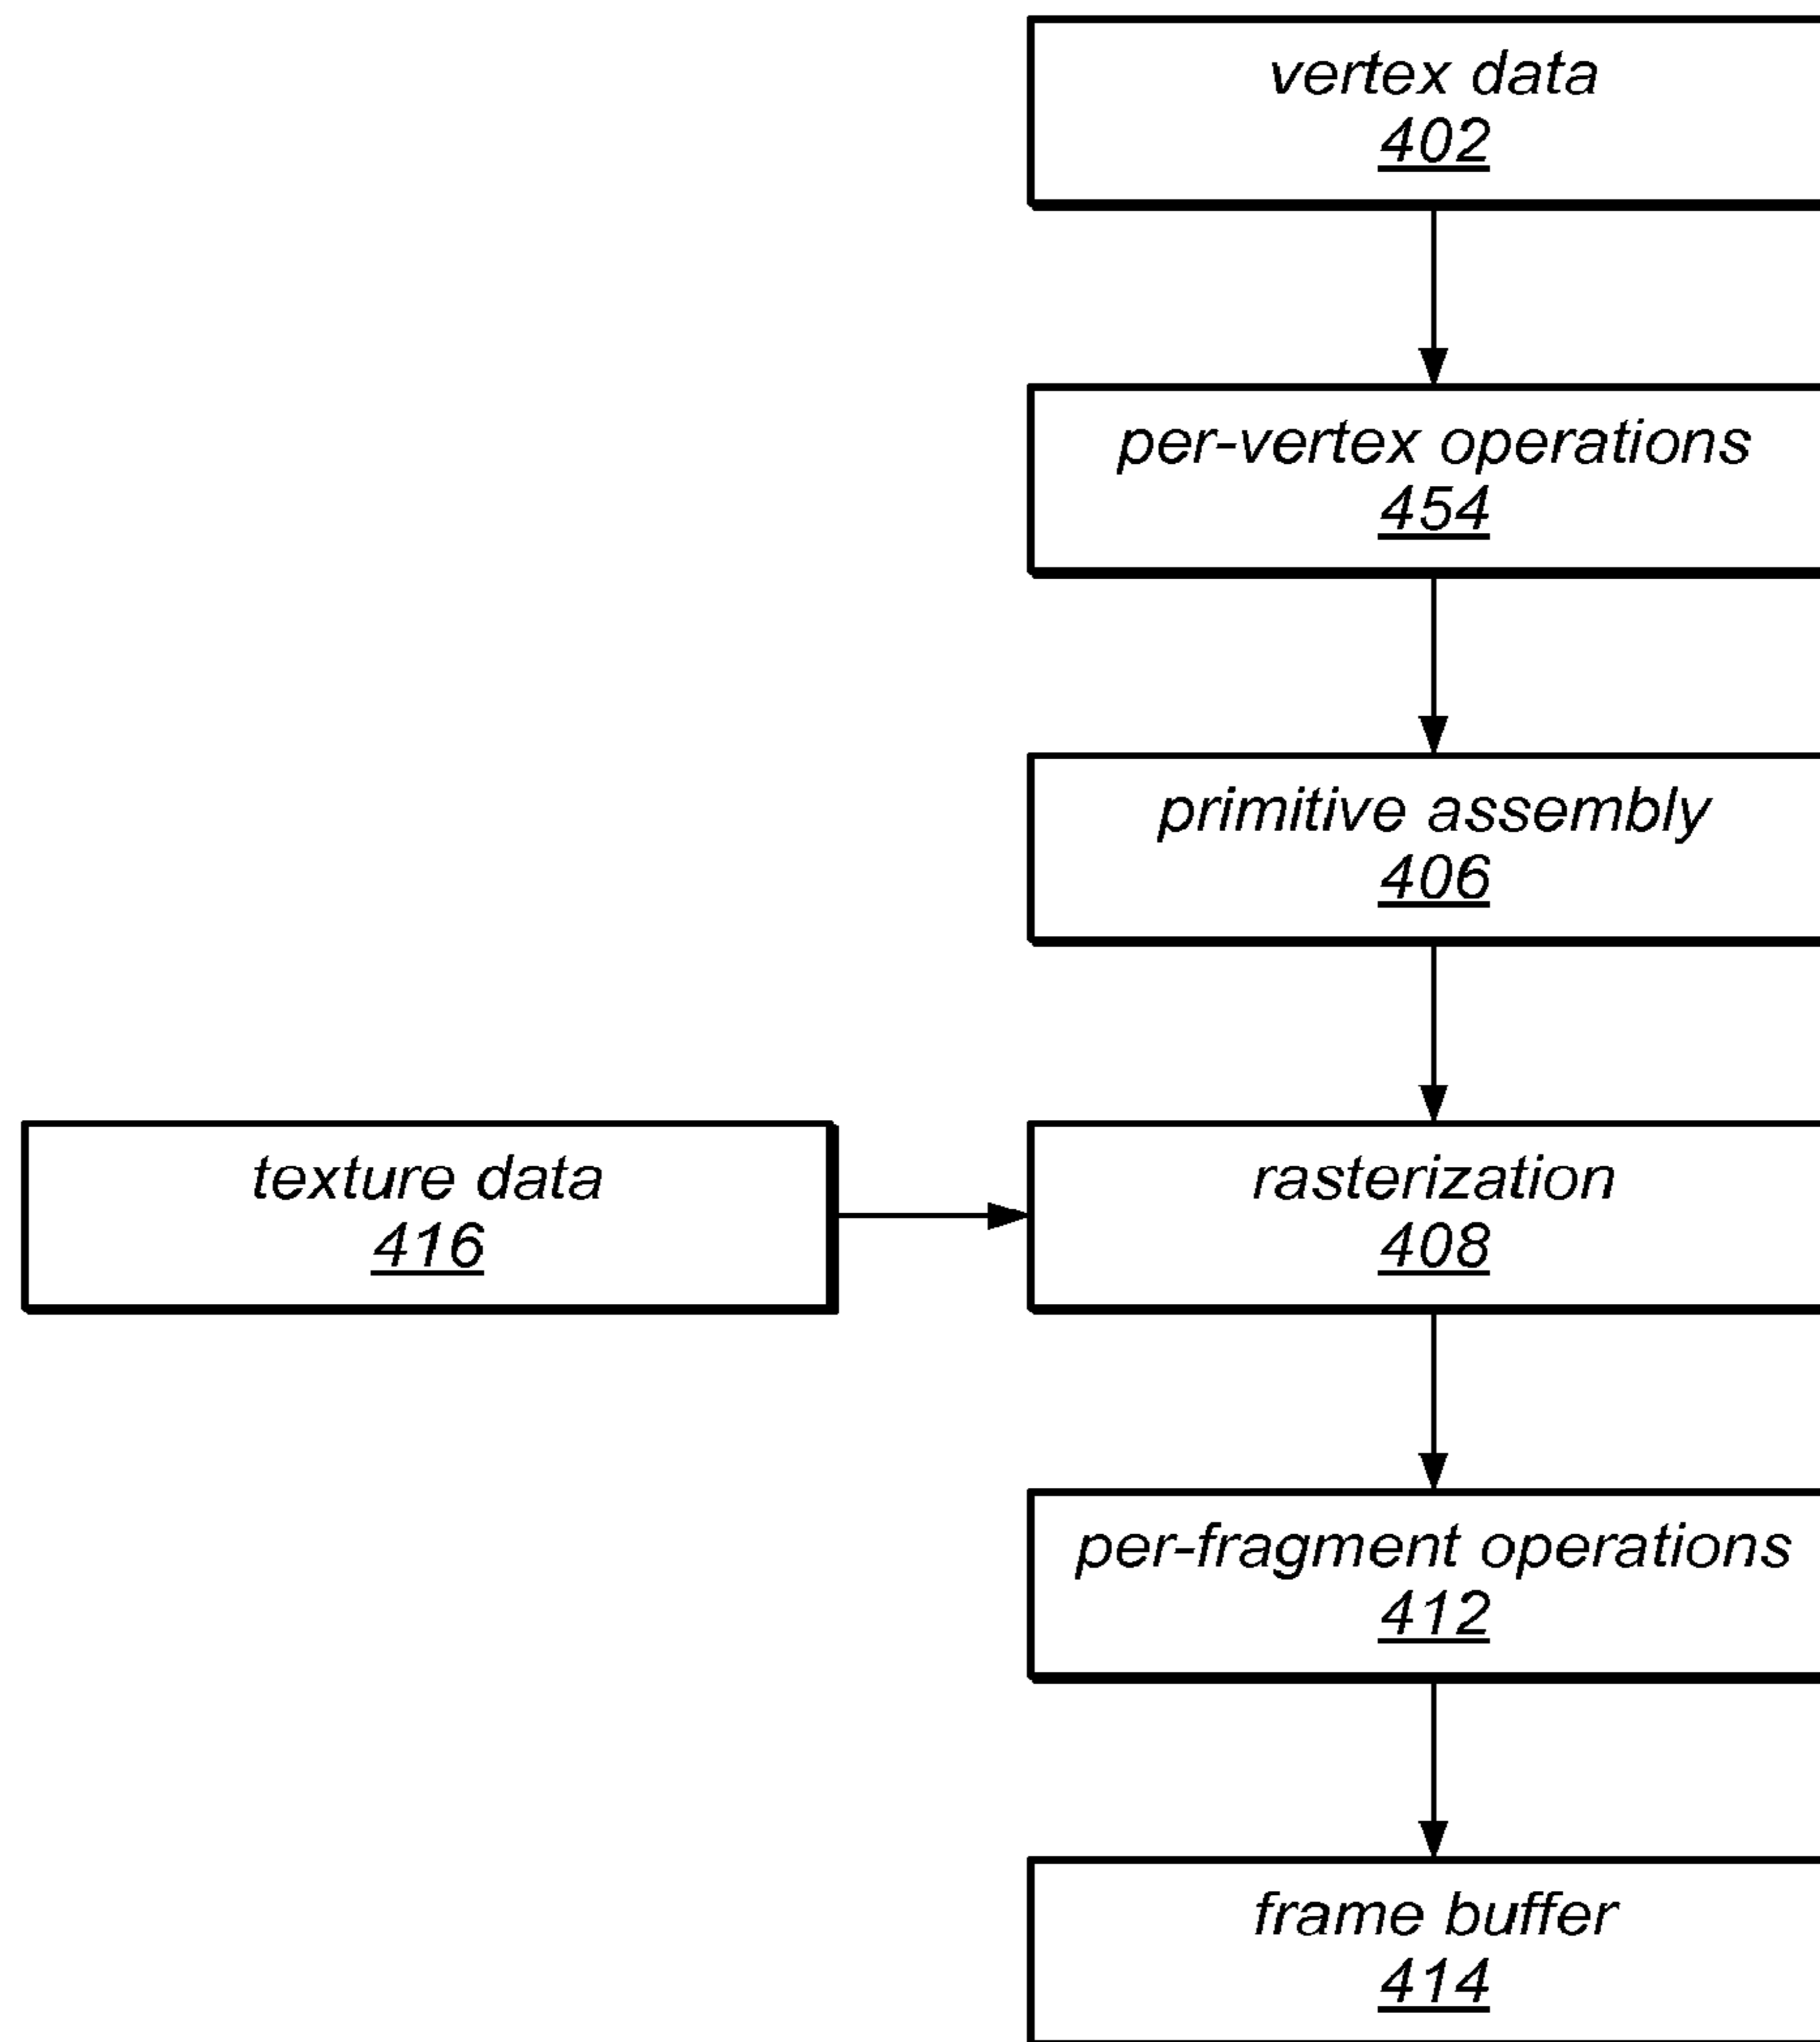 vertex data
402
per-vertex operations
454
primitive assembly
406
texture data
416
rasterization
408
per-fragment operations
412
frame buffer
414